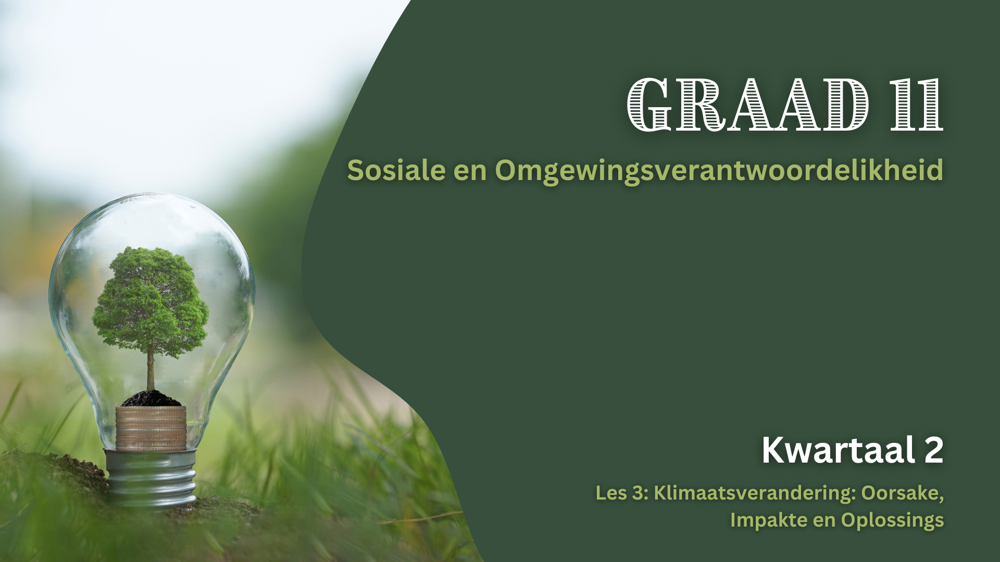 GRAAD 11
Sosiale en Omgewingsverantwoordelikheid
Kwartaal 2
Les 3: Klimaatsverandering: Oorsake,
Impakte en Oplossings